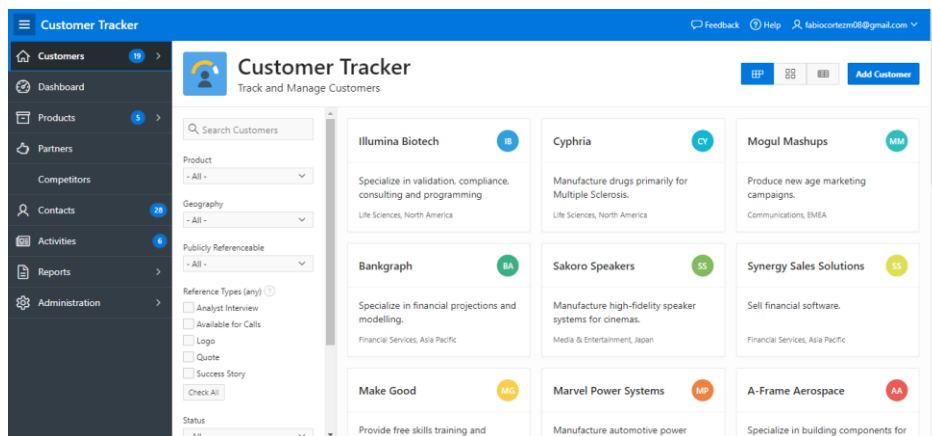 Customer Tracker
Feedback
Help
fabiocortezm08@gmail.com
Customers 19
Dashboard
Products 5
Partners
Competitors
Contacts 28
Activities 6
Reports
Administration
Customer Tracker
Track and Manage Customers
Add Customer
Search Customers
Product
- All -
Geography
- All -
Publicly Referenceable
- All -
Reference Types (any) ?
Analyst Interview
Available for Calls
Logo
Quote
Success Story
Check All
Status
- All -
Illumina Biotech IB
Specialize in validation, compliance,
consulting and programming
Life Sciences, North America
Cyphria CY
Manufacture drugs primarily for
Multiple Sclerosis.
Life Sciences, North America
Mogul Mashups MM
Produce new age marketing
campaigns.
Communications, EMEA
Bankgraph BA
Specialize in financial projections and
modelling.
Financial Services, Asia Pacific
Sakoro Speakers SS
Manufacture high-fidelity speaker
systems for cinemas.
Media & Entertainment, Japan
Synergy Sales Solutions SS
Sell financial software.
Financial Services, Asia Pacific
Make Good MG
Provide free skills training and
Marvel Power Systems MP
Manufacture automotive power
A-Frame Aerospace AA
Specialize in building components for